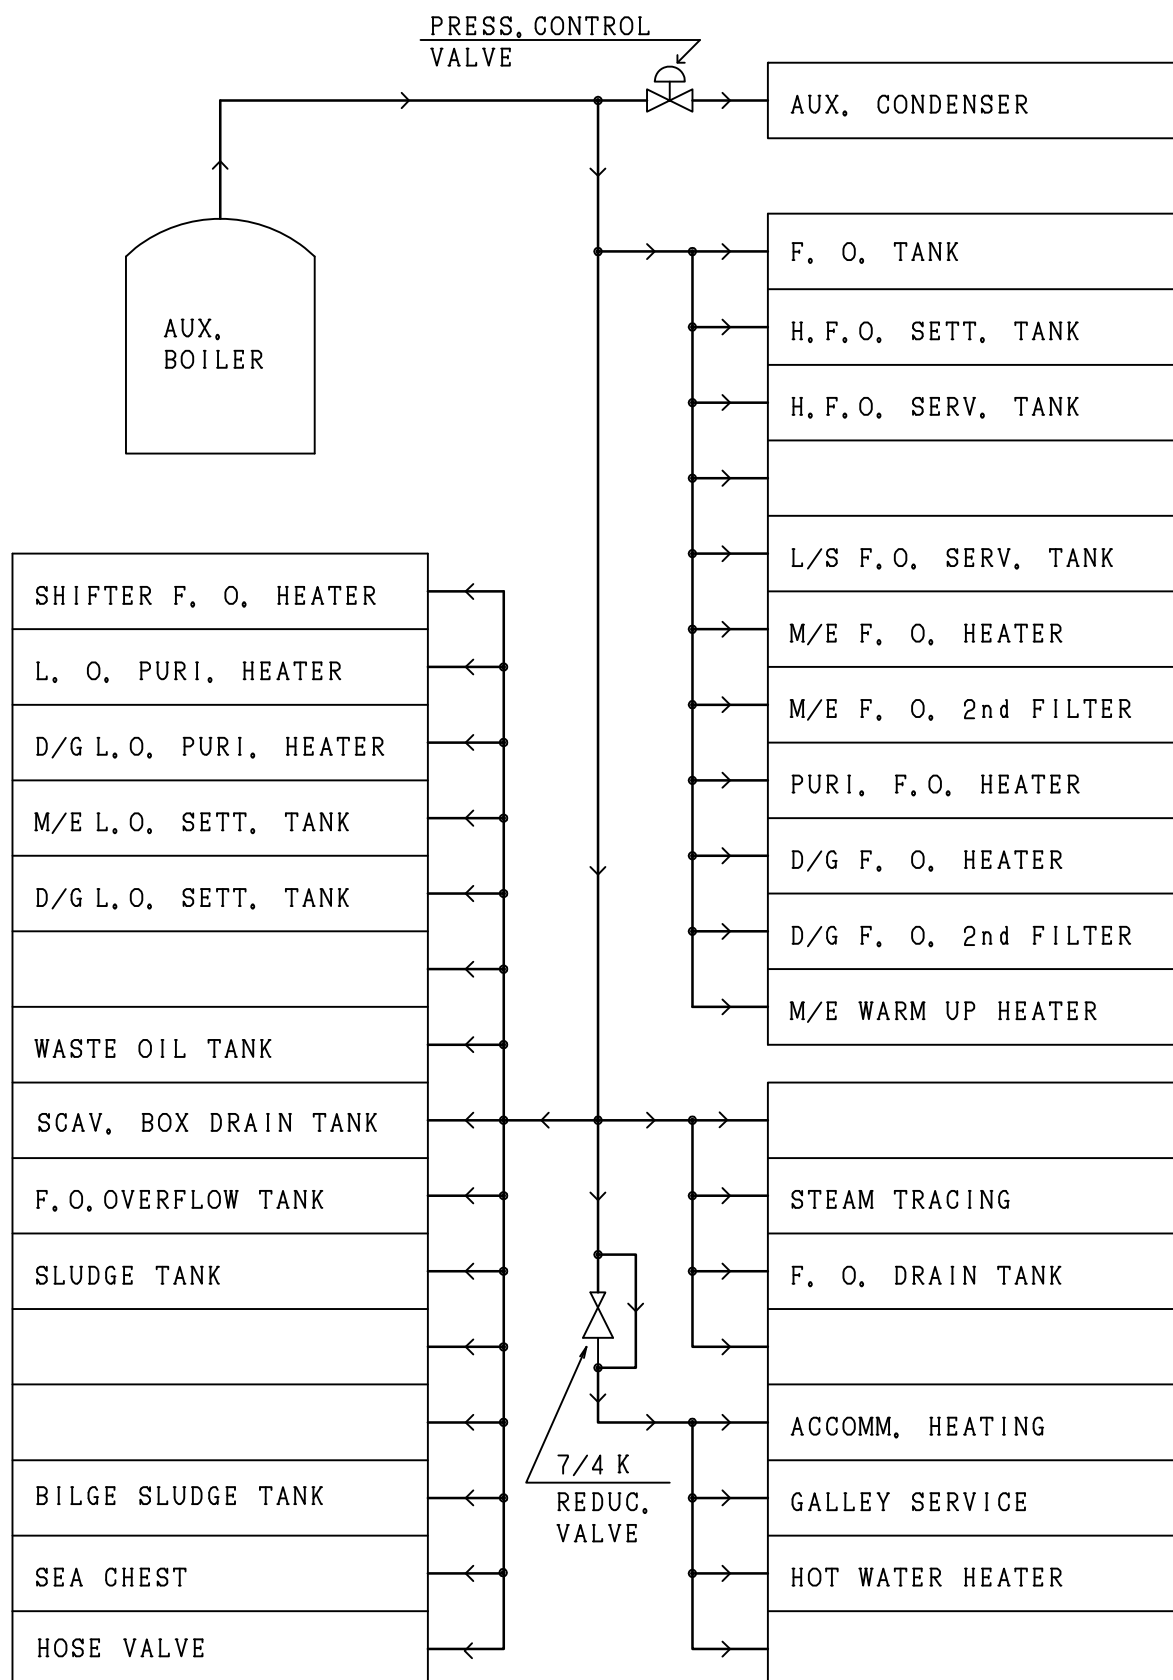 PRESS. CONTROL
VALVE
AUX. CONDENSER
AUX.
BOILER
F. O. TANK
H.F.O. SETT. TANK
H.F.O. SERV. TANK
L/S F.O. SERV. TANK
M/E F. O. HEATER
M/E F. O. 2nd FILTER
PURI. F.O. HEATER
D/G F. O. HEATER
D/G F. O. 2nd FILTER
M/E WARM UP HEATER
SHIFTER F. O. HEATER
L. O. PURI. HEATER
D/G L.O. PURI. HEATER
M/E L.O. SETT. TANK
D/G L.O. SETT. TANK
WASTE OIL TANK
SCAV. BOX DRAIN TANK
F.O.OVERFLOW TANK
SLUDGE TANK
BILGE SLUDGE TANK
SEA CHEST
HOSE VALVE
7/4 K
REDUC.
VALVE
STEAM TRACING
F. O. DRAIN TANK
ACCOMM. HEATING
GALLEY SERVICE
HOT WATER HEATER